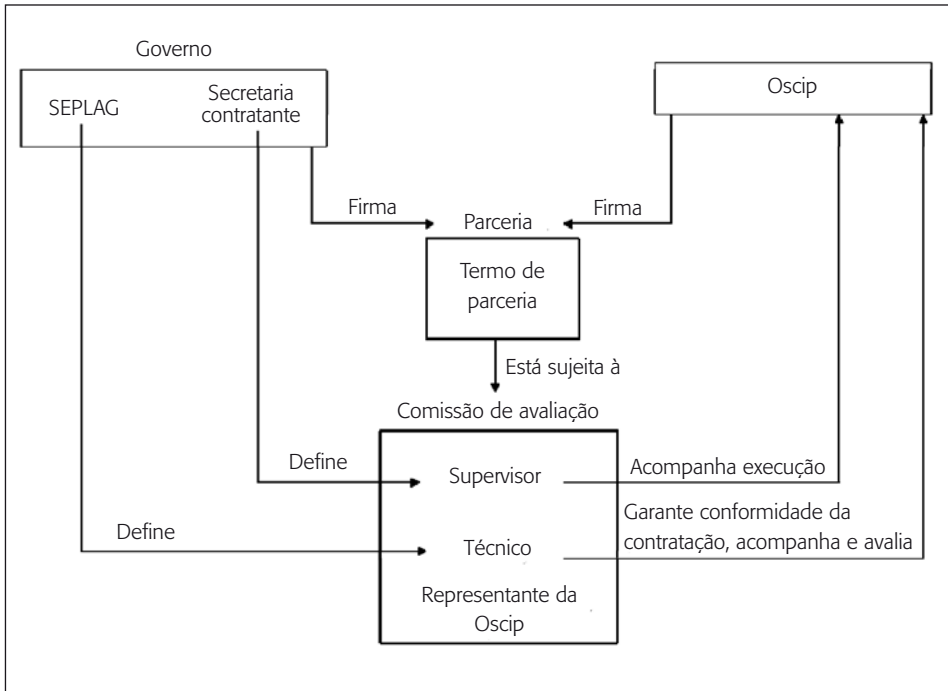 Governo
SEPLAG
Secretaria
contratante
Oscip
Firma
Firma
Parceria
Termo de
parceria
Está sujeita à
Comissão de avaliação
Define
Supervisor
Acompanha execução
Define
Técnico
Garante conformidade da
contratação, acompanha e avalia
Representante da
Oscip